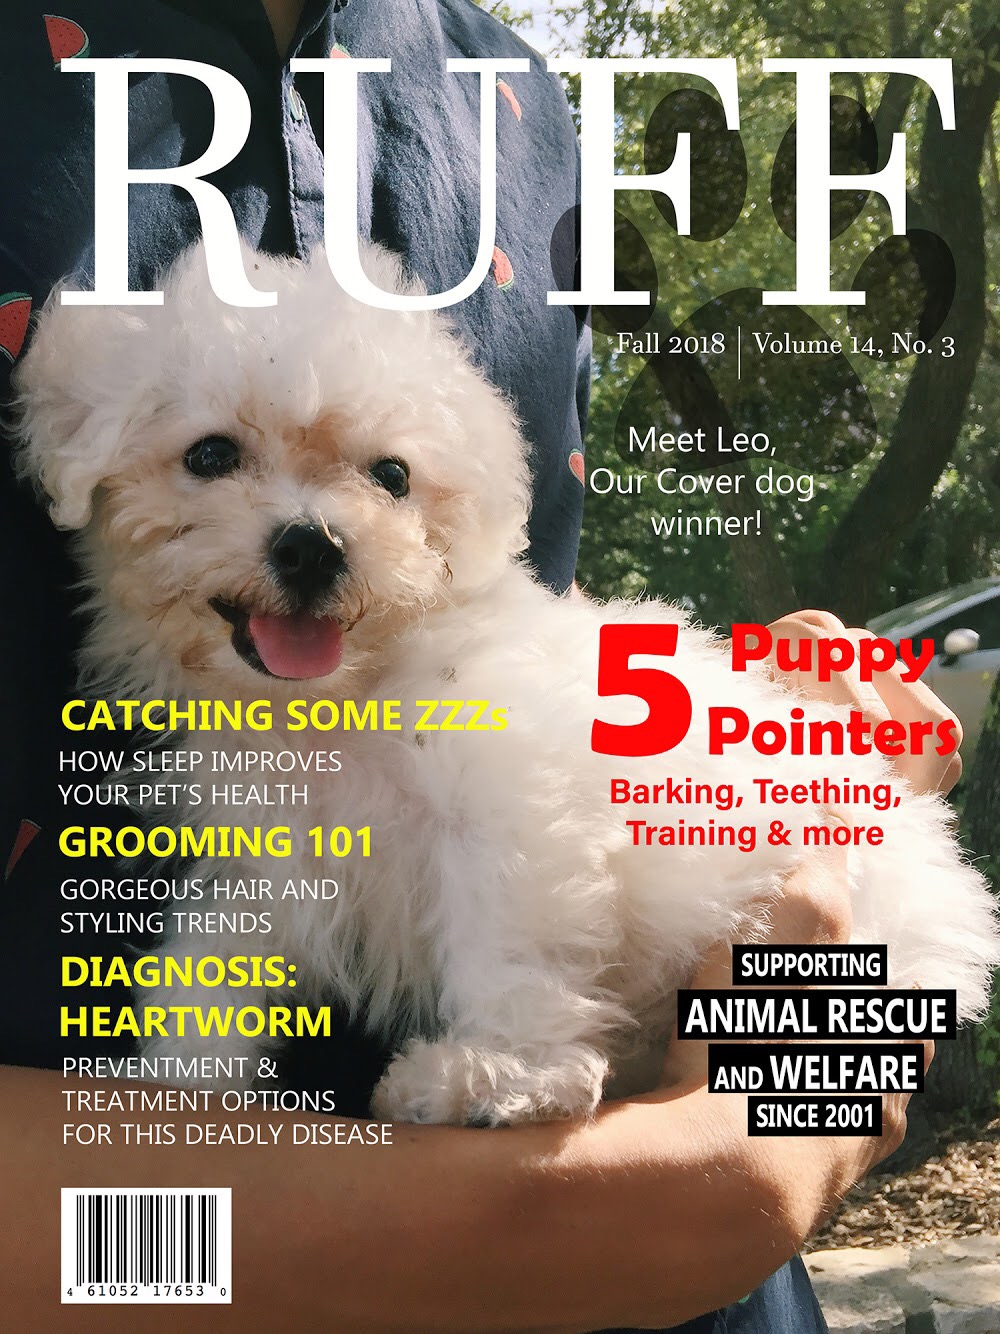 RUFF
Fall 2018 | Volume 14, No. 3
Meet Leo,
Our Cover dog
winner!
5 Puppy
Pointers
Barking, Teething,
Training & more
CATCHING SOME ZZZs
HOW SLEEP IMPROVES
YOUR PET'S HEALTH
GROOMING 101
GORGEOUS HAIR AND
STYLING TRENDS
DIAGNOSIS:
HEARTWORM
PREVENTMENT &
TREATMENT OPTIONS
FOR THIS DEADLY DISEASE
SUPPORTING
ANIMAL RESCUE
AND WELFARE
SINCE 2001
4 61052 17653 0